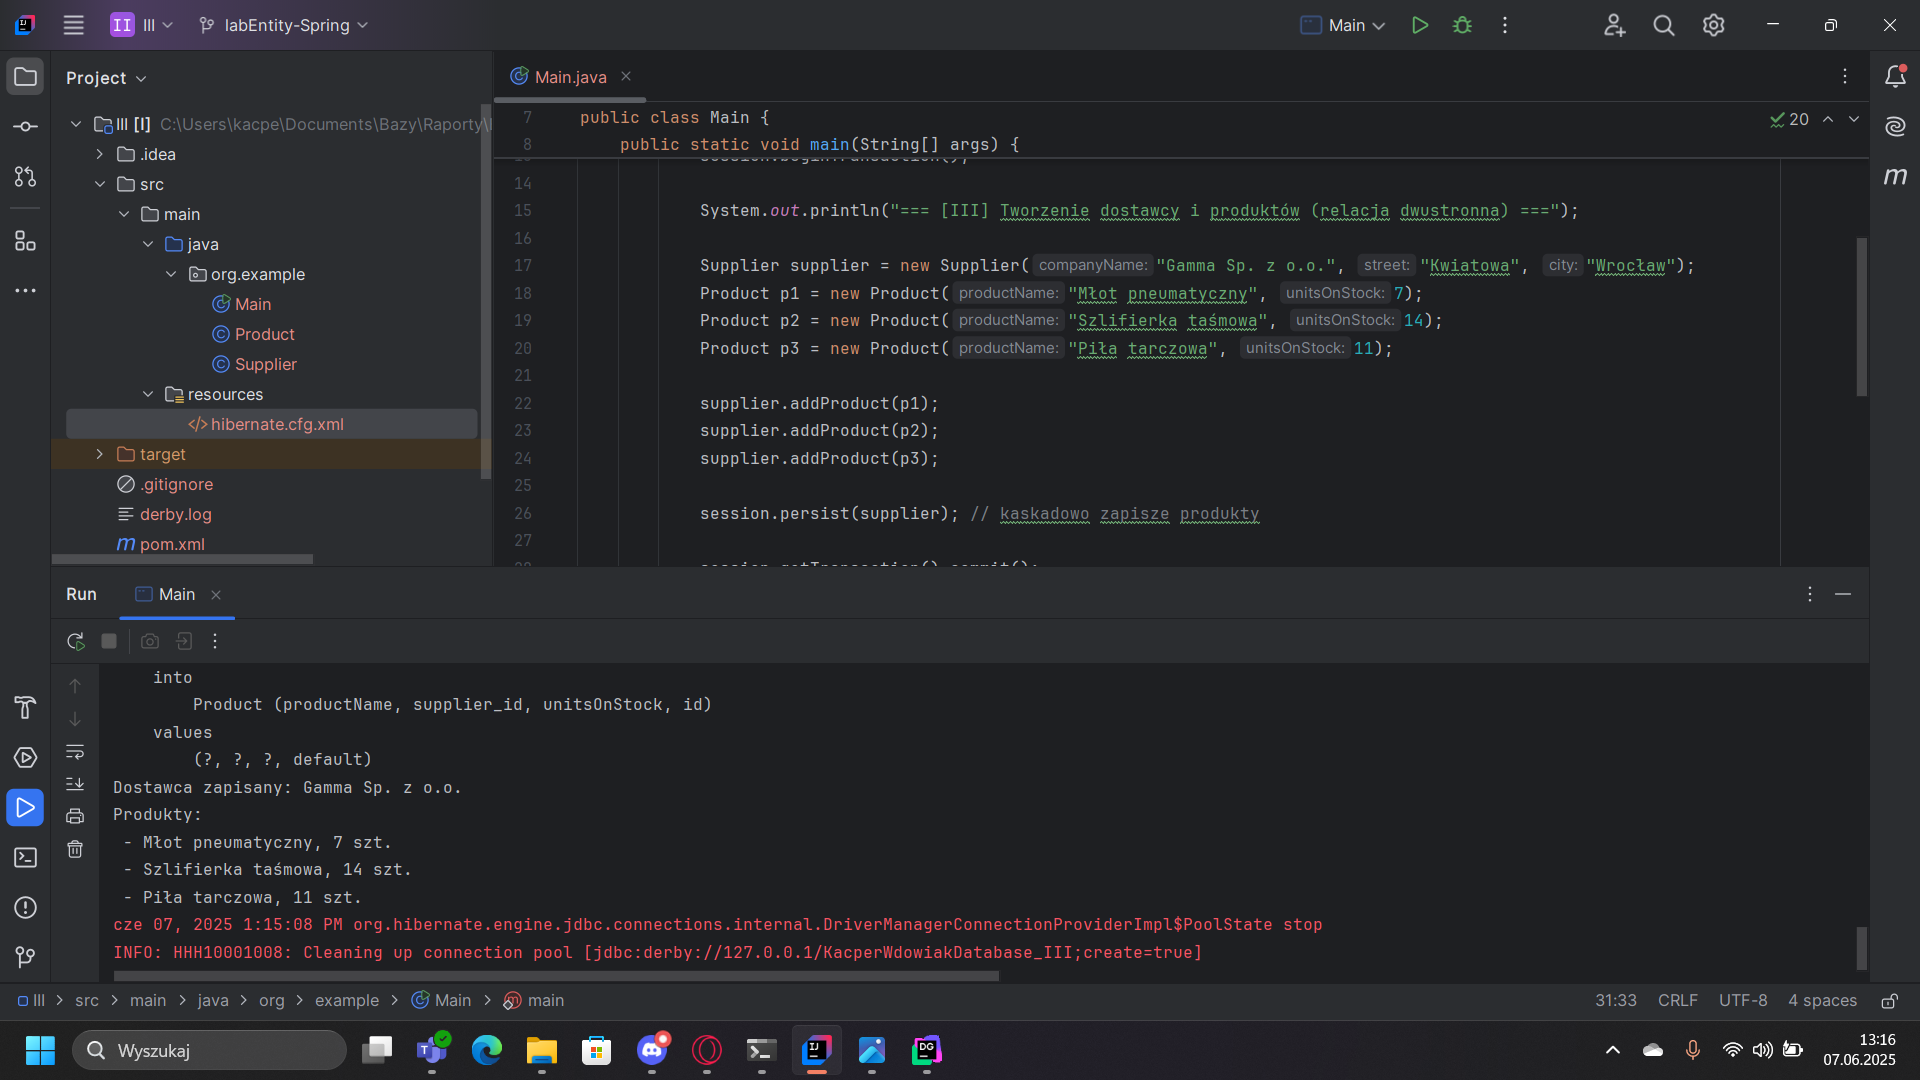 II III labEntity-Spring Main
Project
III [I] C:\Users\kacpe\Documents\Bazy\Raporty\
.idea
src
main
java
org.example
Main
Product
Supplier
resources
</> hibernate.cfg.xml
target
.gitignore
derby.log
m pom.xml
Main.java
20
7 public class Main {
8 public static void main(String[] args) {
session.beginTransaction();
14
15 System.out.println("=== [III] Tworzenie dostawcy i produktów (relacja dwustronna) ===");
16
17 Supplier supplier = new Supplier( companyName: "Gamma Sp. z o.o.", street: "Kwiatowa", city: "Wrocław");
18 Product p1 = new Product( productName: "Młot pneumatyczny", unitsOnStock: 7);
19 Product p2 = new Product( productName: "Szlifierka taśmowa", unitsOnStock: 14);
20 Product p3 = new Product( productName: "Piła tarczowa", unitsOnStock: 11);
21
22 supplier.addProduct(p1);
23 supplier.addProduct(p2);
24 supplier.addProduct(p3);
25
26 session.persist(supplier); // kaskadowo zapisze produkty
27
session.getTransaction().commit();
m
Run Main
into
Product (productName, supplier_id, unitsOnStock, id)
values
(?, ?, ?, default)
Dostawca zapisany: Gamma Sp. z o.o.
Produkty:
- Młot pneumatyczny, 7 szt.
- Szlifierka taśmowa, 14 szt.
- Piła tarczowa, 11 szt.
cze 07, 2025 1:15:08 PM org.hibernate.engine.jdbc.connections.internal.DriverManagerConnectionProviderImpl$PoolState stop
INFO: HHH10001008: Cleaning up connection pool [jdbc:derby://127.0.0.1/KacperWdowiakDatabase_III;create=true]
III > src > main > java > org > example > Main > main 31:33 CRLF UTF-8 4 spaces
Wyszukaj
13:16
07.06.2025